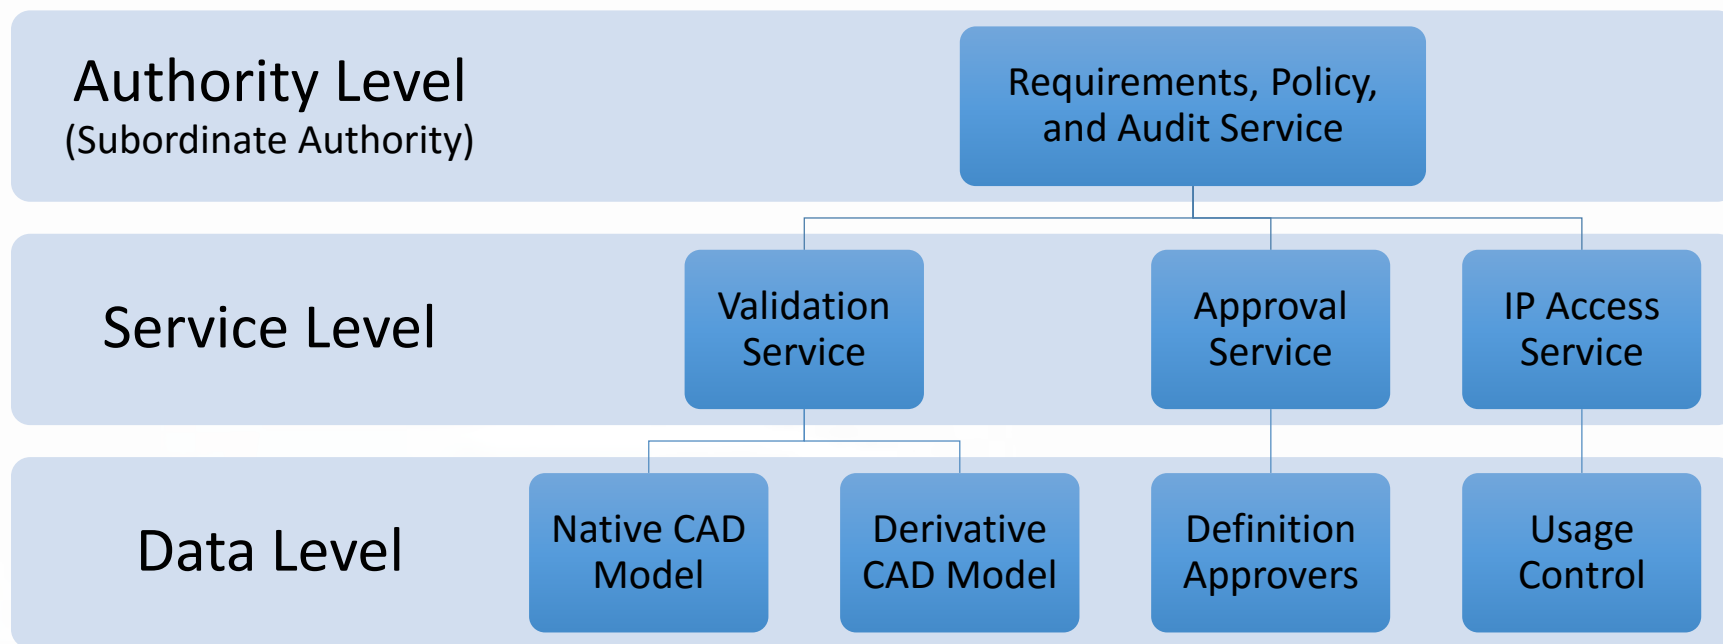 Authority Level
(Subordinate Authority)
Requirements, Policy,
and Audit Service
Service Level
Validation
Service
Approval
Service
IP Access
Service
Data Level
Native CAD
Model
Derivative
CAD Model
Definition
Approvers
Usage
Control